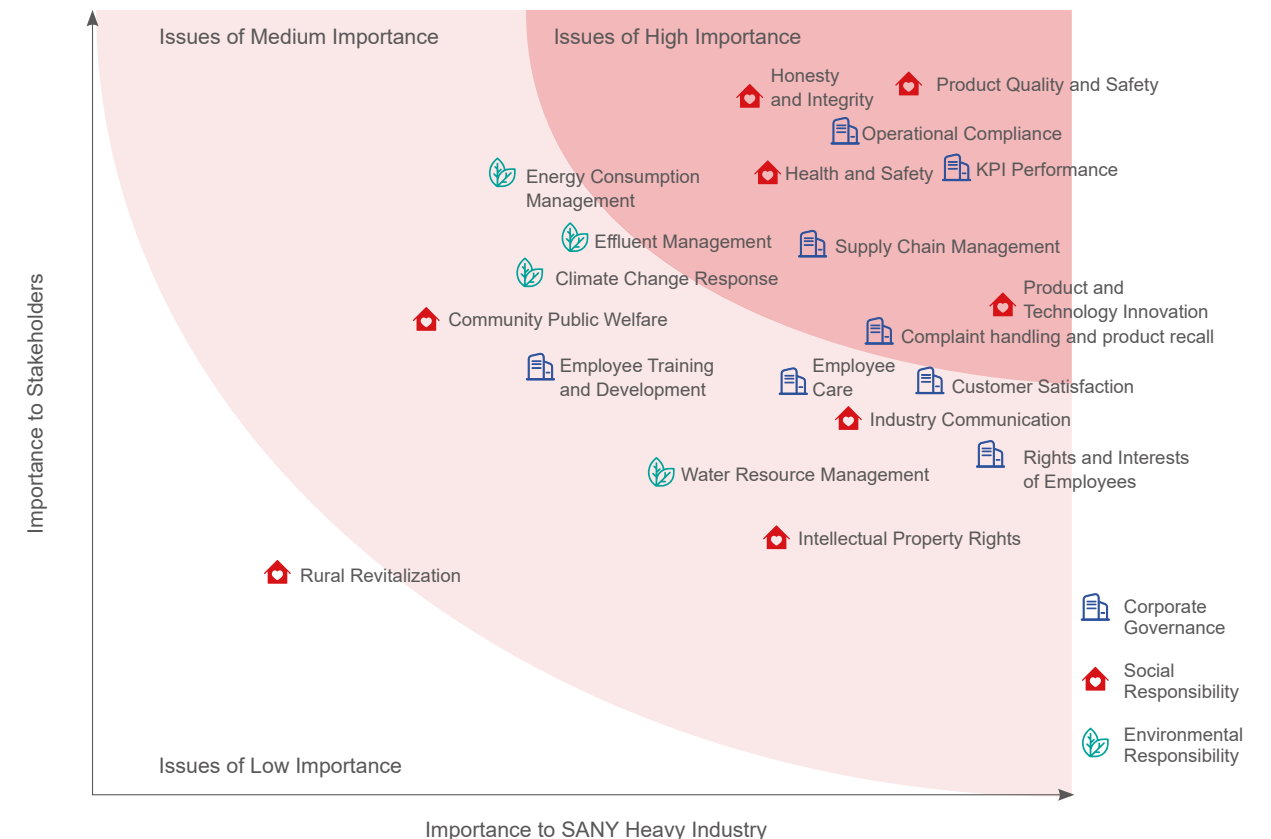 Issues of Medium Importance
Issues of High Importance
Honesty
and Integrity
Product Quality and Safety
Operational Compliance
Energy Consumption
Management
Health and Safety
KPI Performance
Effluent Management
Supply Chain Management
Climate Change Response
Product and
Technology Innovation
Community Public Welfare
Complaint handling and product recall
Employee Training
and Development
Employee
Care
Customer Satisfaction
Industry Communication
Rights and Interests
of Employees
Water Resource Management
Intellectual Property Rights
Rural Revitalization
Importance to Stakeholders
Corporate
Governance
Social
Responsibility
Environmental
Responsibility
Issues of Low Importance
Importance to SANY Heavy Industry